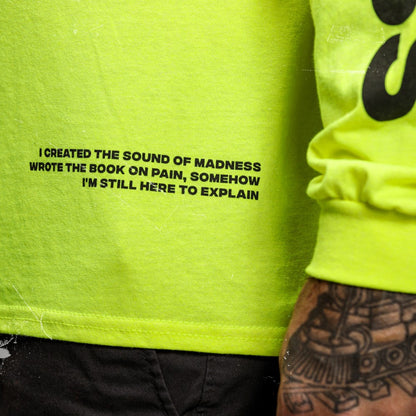 I CREATED THE SOUND OF MADNESS
WROTE THE BOOK ON PAIN, SOMEHOW
I'M STILL HERE TO EXPLAIN